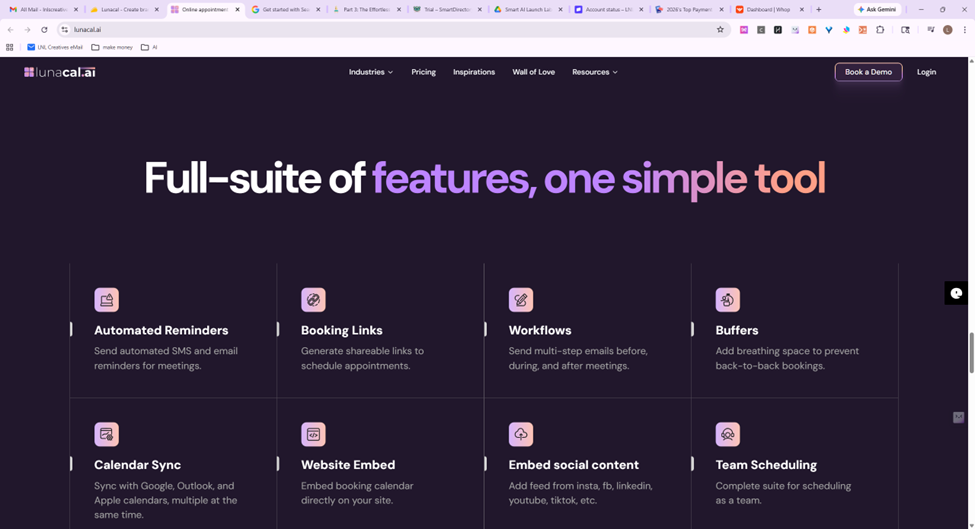 All Mail - lnlcreative
Lunacal - Create bra
Online appointment
Get started with Sea
Part 3: The Effortless
Trial – SmartDirector
Smart AI Launch Lab
Account status – LN
2026's Top Payment
Dashboard | Whop
Ask Gemini
lunacal.ai
LNL Creatives eMail
make money
AI
lunacal.ai
Industries
Pricing
Inspirations
Wall of Love
Resources
Book a Demo
Login
Full-suite of features, one simple tool
Automated Reminders
Send automated SMS and email
reminders for meetings.
Booking Links
Generate shareable links to
schedule appointments.
Workflows
Send multi-step emails before,
during, and after meetings.
Buffers
Add breathing space to prevent
back-to-back bookings.
Calendar Sync
Sync with Google, Outlook, and
Apple calendars, multiple at the
same time.
Website Embed
Embed booking calendar
directly on your site.
Embed social content
Add feed from insta, fb, linkedin,
youtube, tiktok, etc.
Team Scheduling
Complete suite for scheduling
as a team.